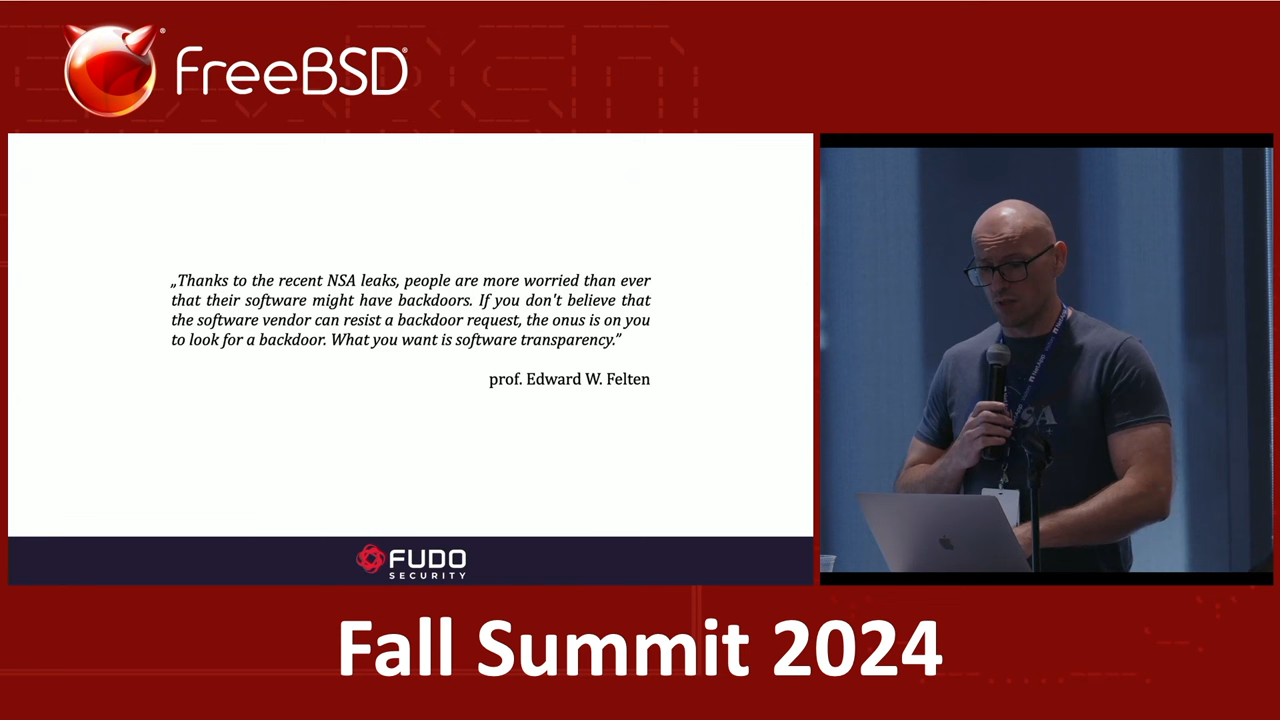 FreeBSD®
„Thanks to the recent NSA leaks, people are more worried than ever
that their software might have backdoors. If you don't believe that
the software vendor can resist a backdoor request, the onus is on you
to look for a backdoor. What you want is software transparency.”
prof. Edward W. Felten
FUDO
SECURITY
Fall Summit 2024